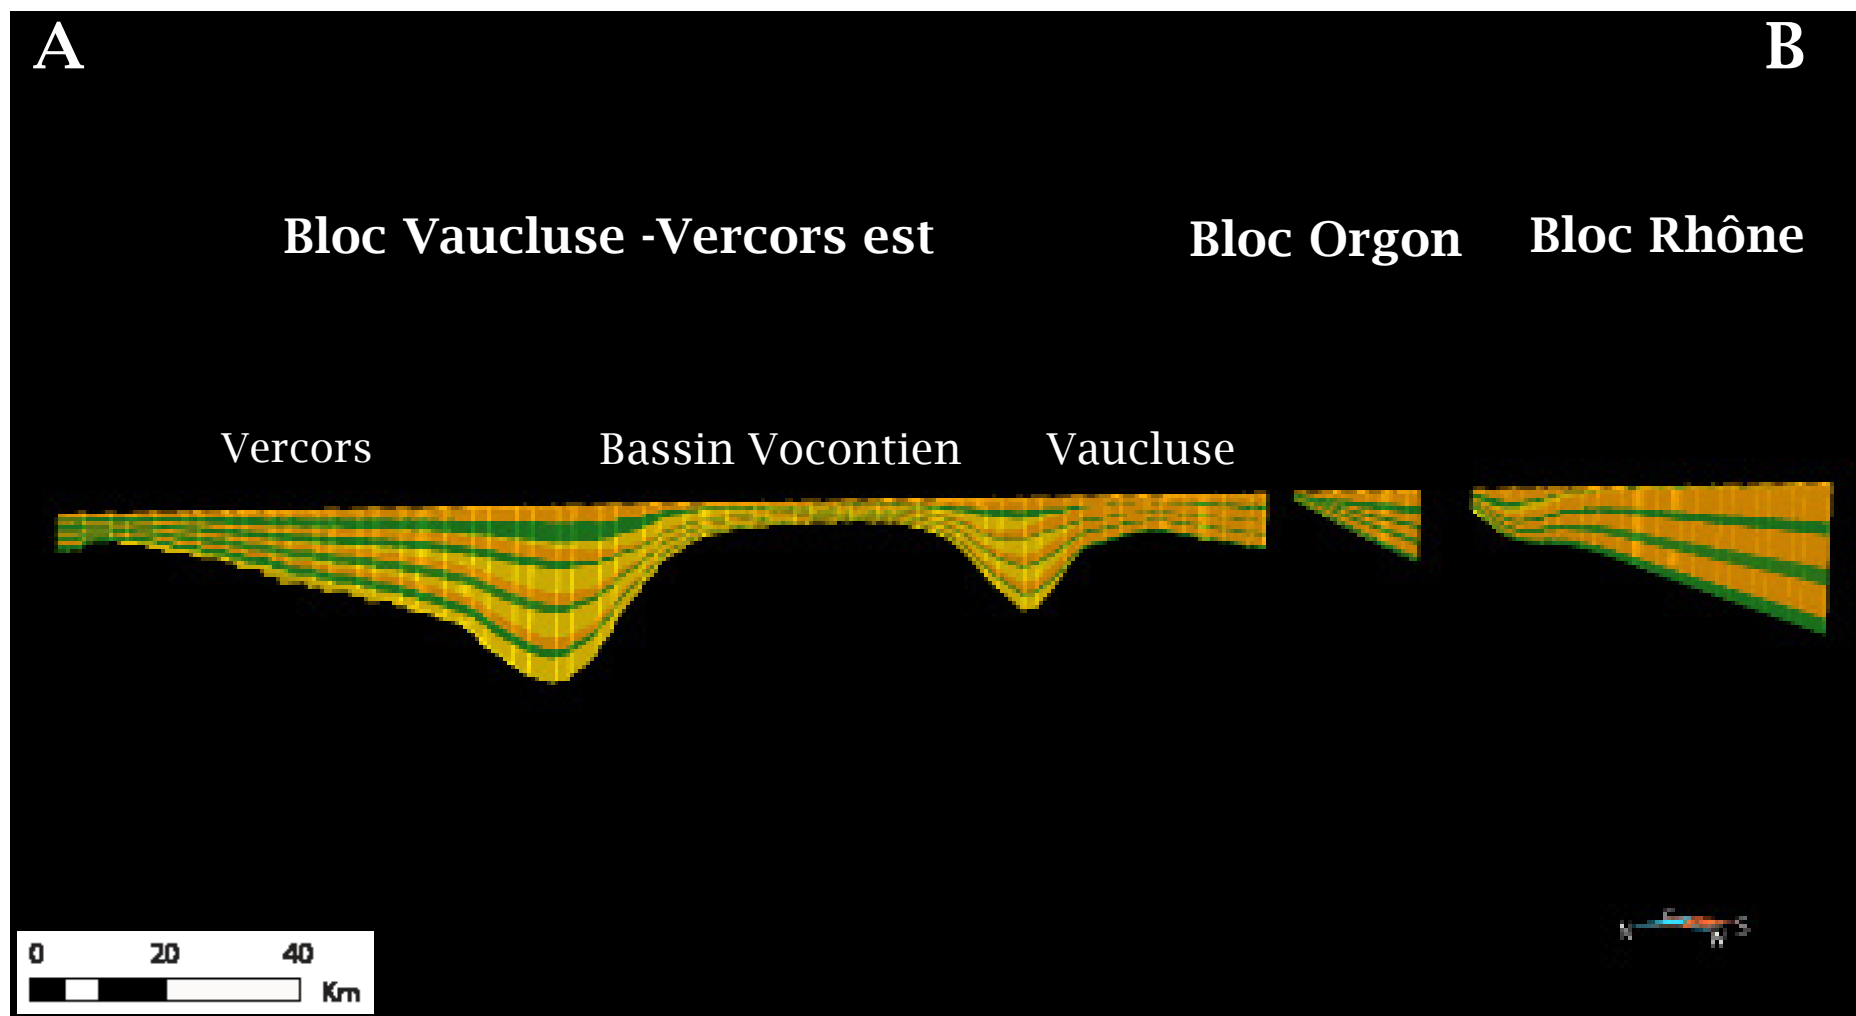 A B
Bloc Vaucluse -Vercors est Bloc Orgon Bloc Rhône
Vercors Bassin Vocontien Vaucluse
N S
0 20 40
Km